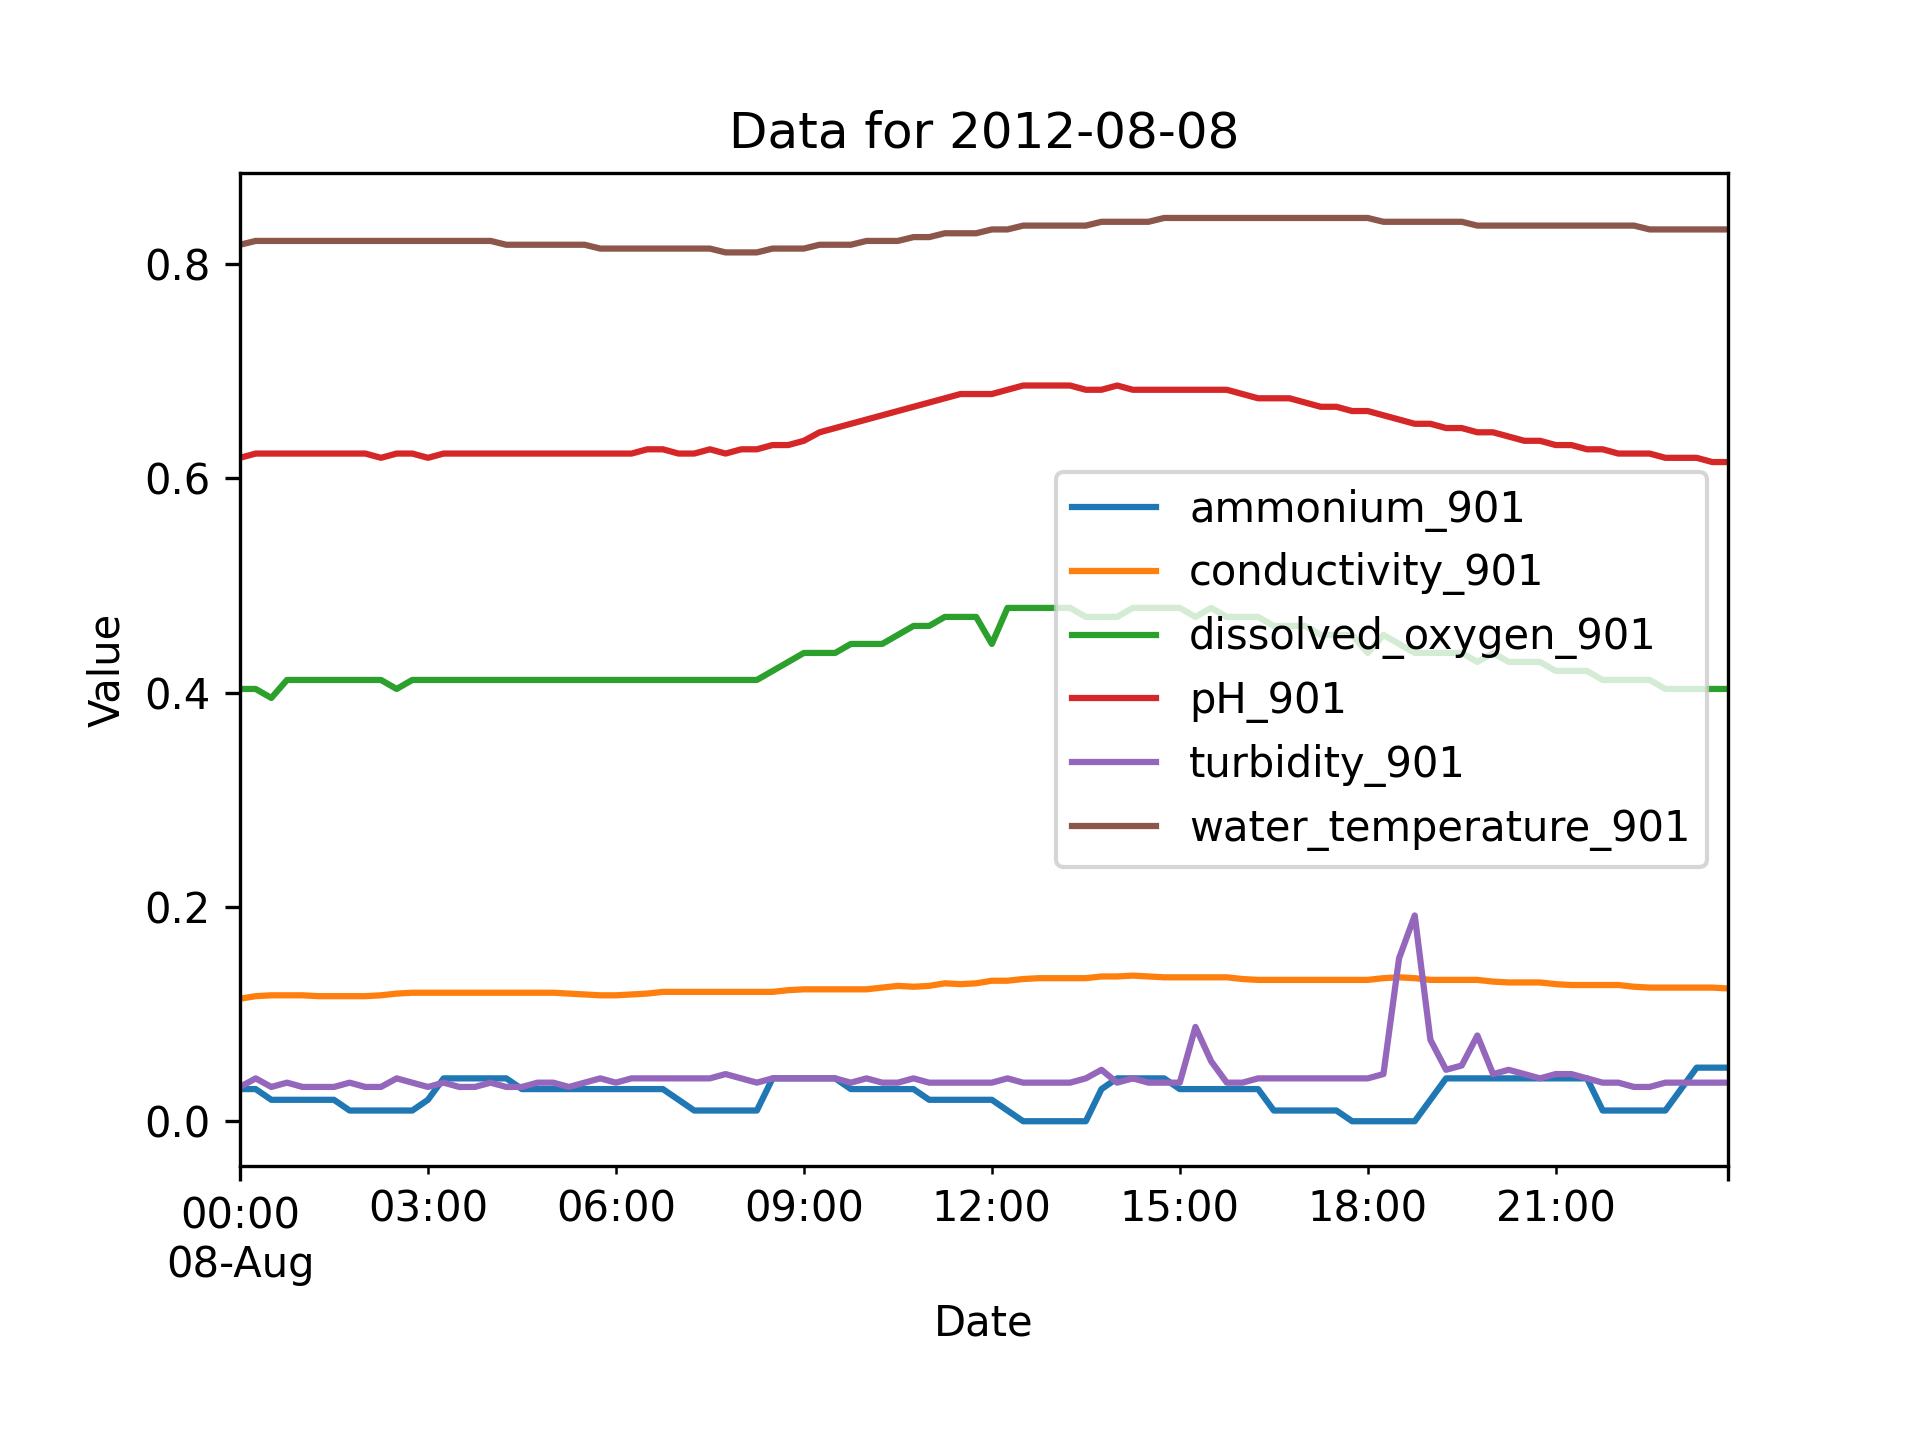 Data for 2012-08-08
Value
0.8
0.6
0.4
0.2
0.0
ammonium_901
conductivity_901
dissolved_oxygen_901
pH_901
turbidity_901
water_temperature_901
00:00 03:00 06:00 09:00 12:00 15:00 18:00 21:00
08-Aug
Date